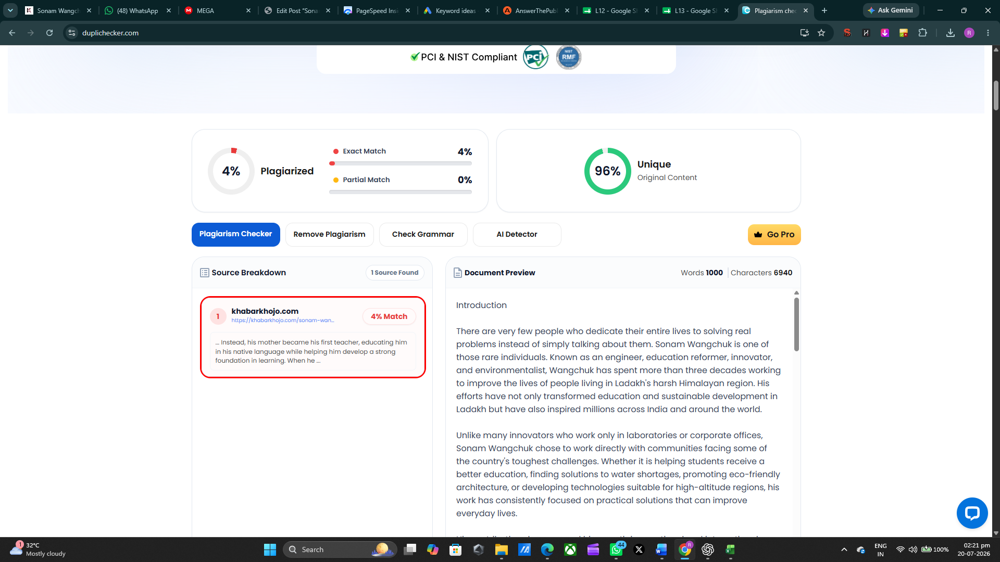 Sonam Wangch
(48) WhatsApp
MEGA
Edit Post "Sona
PageSpeed Insi
Keyword ideas
AnswerThePubl
L12 - Google Sh
L13 - Google Sh
Plagiarism chec
Ask Gemini
duplichecker.com
R
PCI & NIST Compliant
PCI
NIST
RMF
4%
Plagiarized
Exact Match 4%
Partial Match 0%
96%
Unique
Original Content
Plagiarism Checker
Remove Plagiarism
Check Grammar
AI Detector
Go Pro
Source Breakdown
1 Source Found
1
khabarkhojo.com
https://khabarkhojo.com/sonam-wan...
4% Match
... Instead, his mother became his first teacher, educating him
in his native language while helping him develop a strong
foundation in learning. When he ...
Document Preview
Words 1000
Characters 6940
Introduction
There are very few people who dedicate their entire lives to solving real
problems instead of simply talking about them. Sonam Wangchuk is one of
those rare individuals. Known as an engineer, education reformer, innovator,
and environmentalist, Wangchuk has spent more than three decades working
to improve the lives of people living in Ladakh's harsh Himalayan region. His
efforts have not only transformed education and sustainable development in
Ladakh but have also inspired millions across India and around the world.
Unlike many innovators who work only in laboratories or corporate offices,
Sonam Wangchuk chose to work directly with communities facing some of
the country's toughest challenges. Whether it is helping students receive a
better education, finding solutions to water shortages, promoting eco-friendly
architecture, or developing technologies suitable for high-altitude regions, his
work has consistently focused on practical solutions that can improve
everyday lives.
1
32°C
Mostly cloudy
Search
44
R
ENG
IN
100%
02:21 pm
20-07-2026